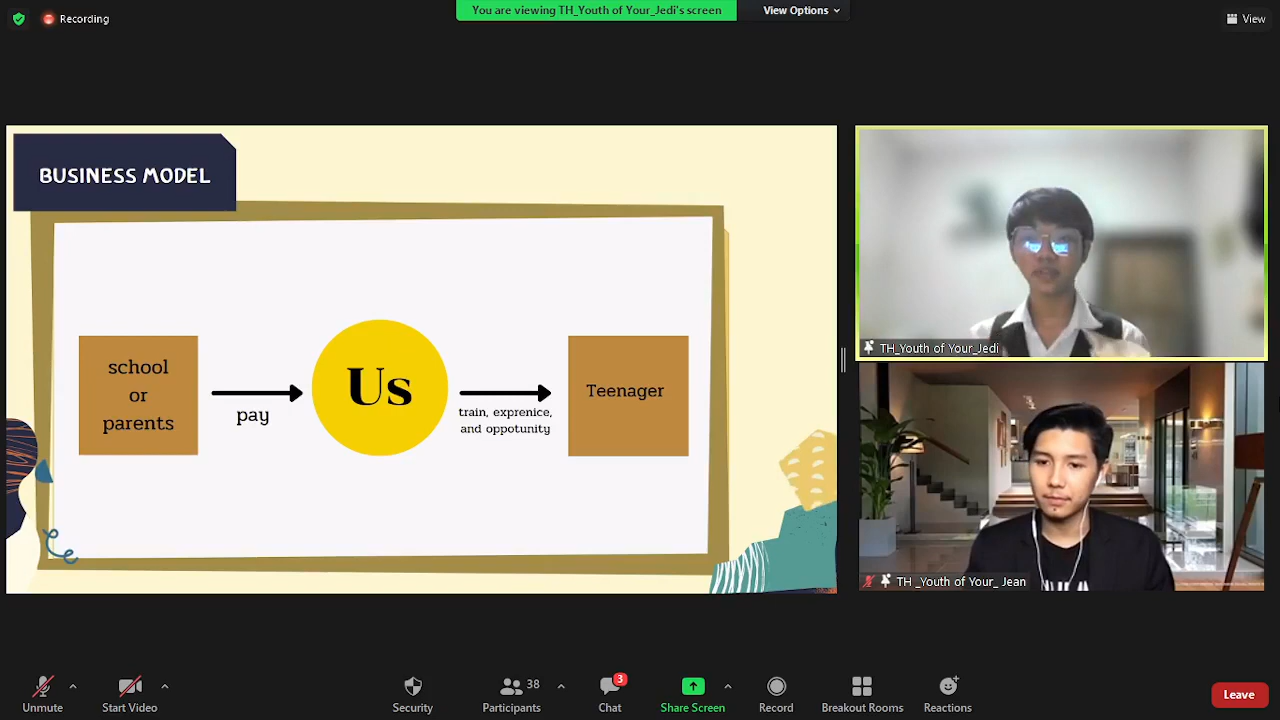 Recording
You are viewing TH_Youth of Your_Jedi's screen
View Options
View
BUSINESS MODEL
school
or
parents
pay
Us
train, exprenice,
and oppotunity
Teenager
TH_Youth of Your_Jedi
TH _Youth of Your_ Jean
Unmute
Start Video
Security
38
Participants
3
Chat
Share Screen
Record
Breakout Rooms
Reactions
Leave